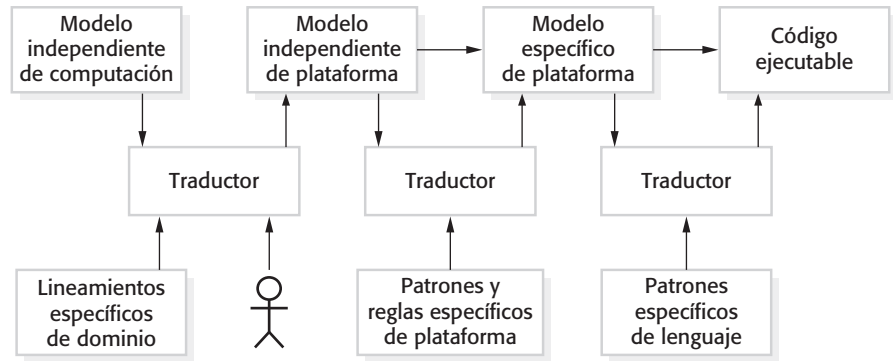 Modelo
independiente
de computación
Modelo
independiente
de plataforma
Modelo
específico
de plataforma
Código
ejecutable
Traductor
Traductor
Traductor
Lineamientos
específicos
de dominio
Patrones y
reglas específicos
de plataforma
Patrones
específicos
de lenguaje